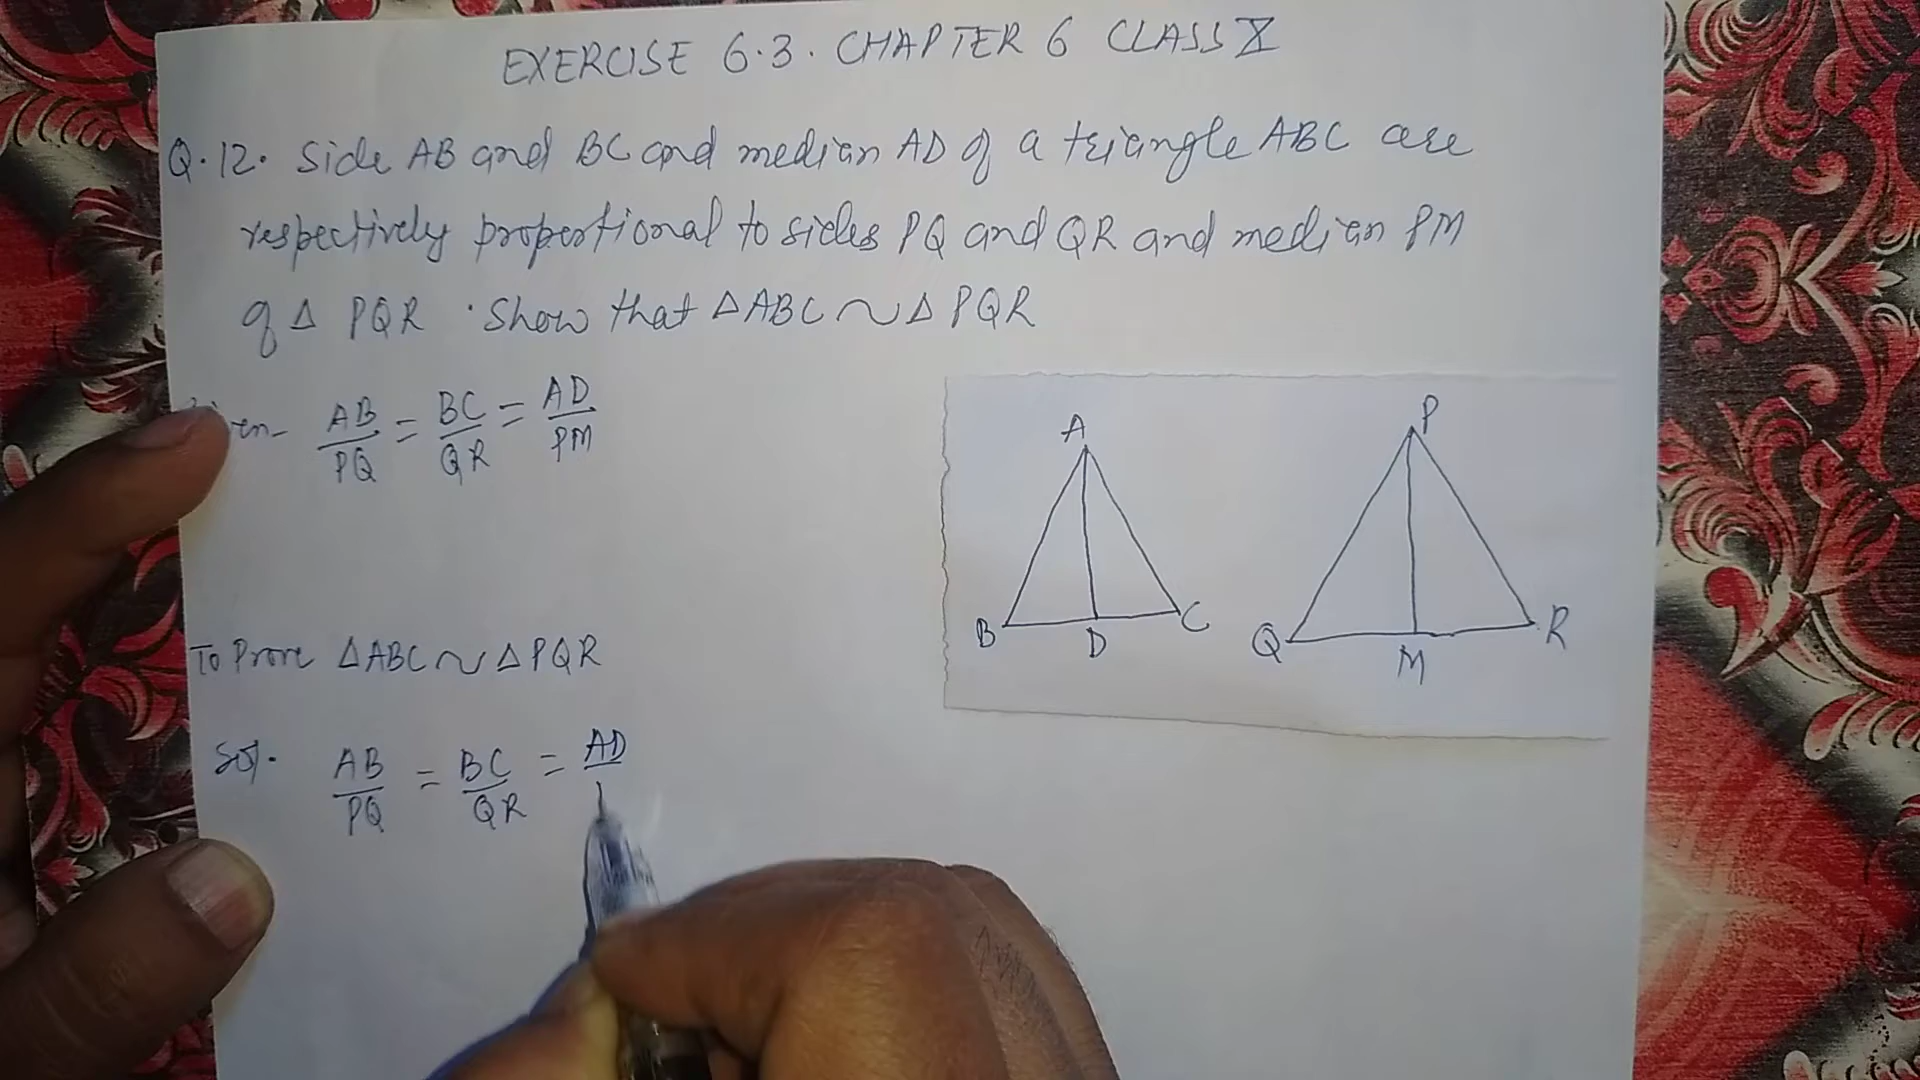 EXERCISE 6.3. CHAPTER 6 CLASS X
Q.12. Side AB and BC and median AD of a triangle ABC are
respectively proportional to sides PQ and QR and median PM
of Δ PQR . Show that ΔABC ~ Δ PQR
AB/PQ = BC/QR = AD/PM
A
P
B
D
C
Q
M
R
To Prove ΔABC ~ Δ PQR
Sol. AB/PQ = BC/QR = AD